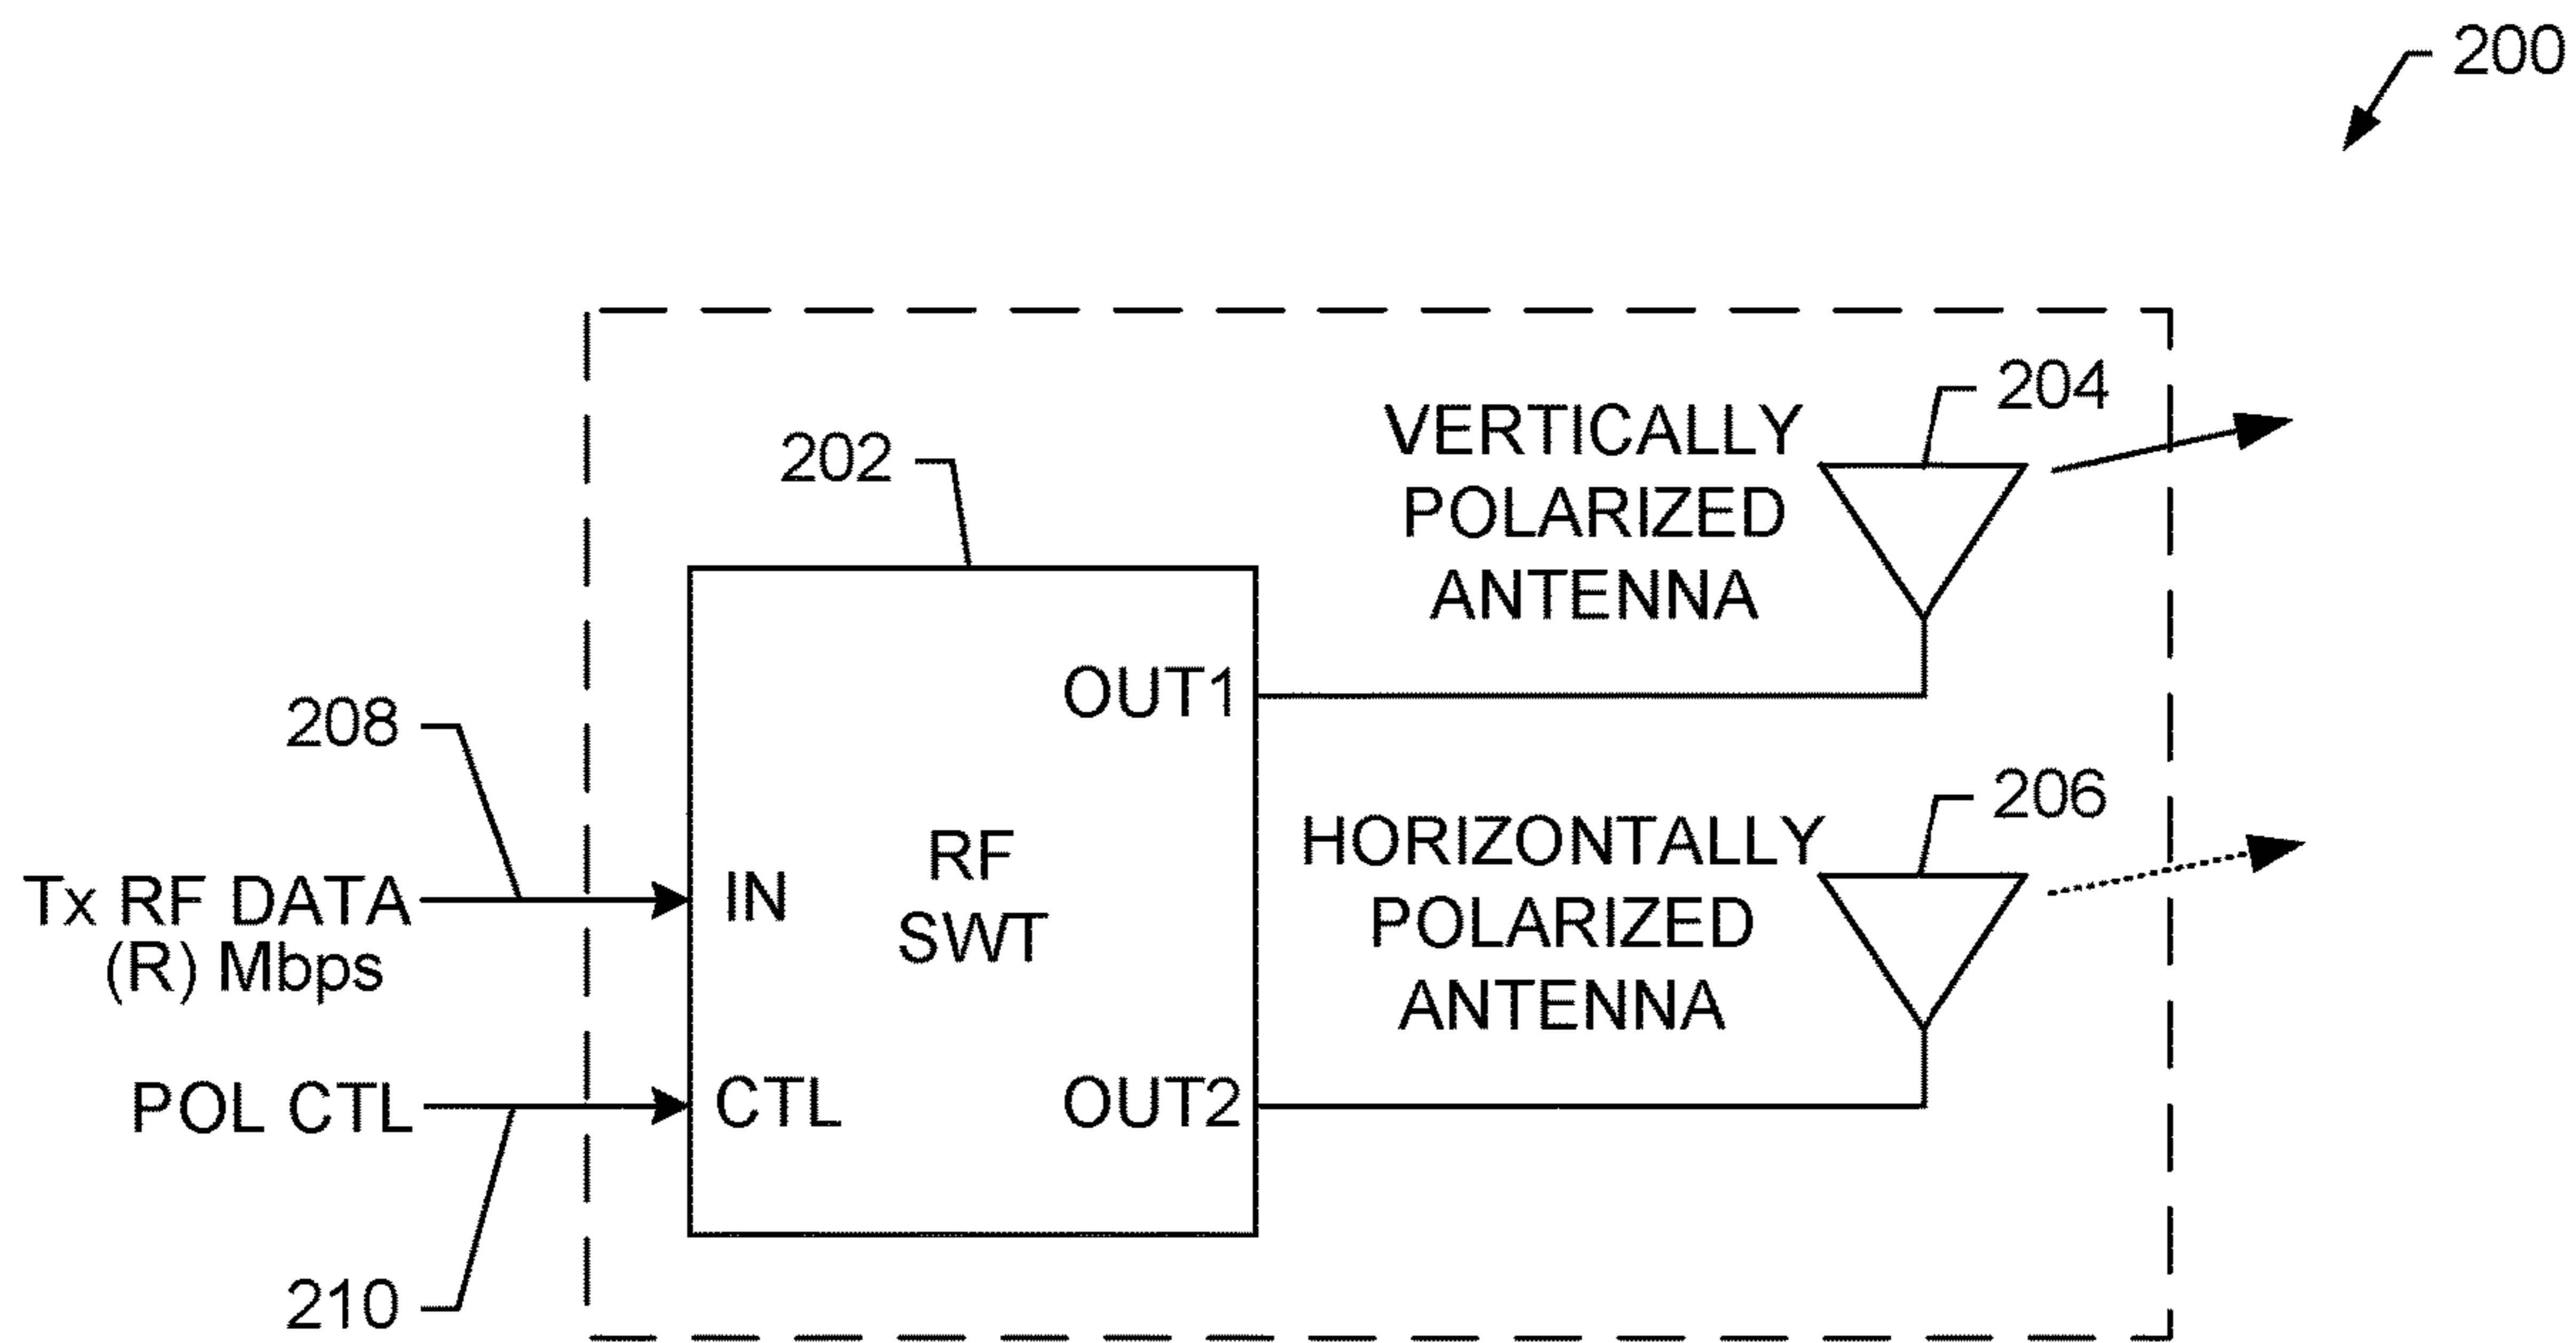 200
204
VERTICALLY
POLARIZED
ANTENNA
202
OUT1
208
206
HORIZONTALLY
POLARIZED
ANTENNA
RF
SWT
IN
Tx RF DATA
(R) Mbps
POL CTL
CTL
OUT2
210